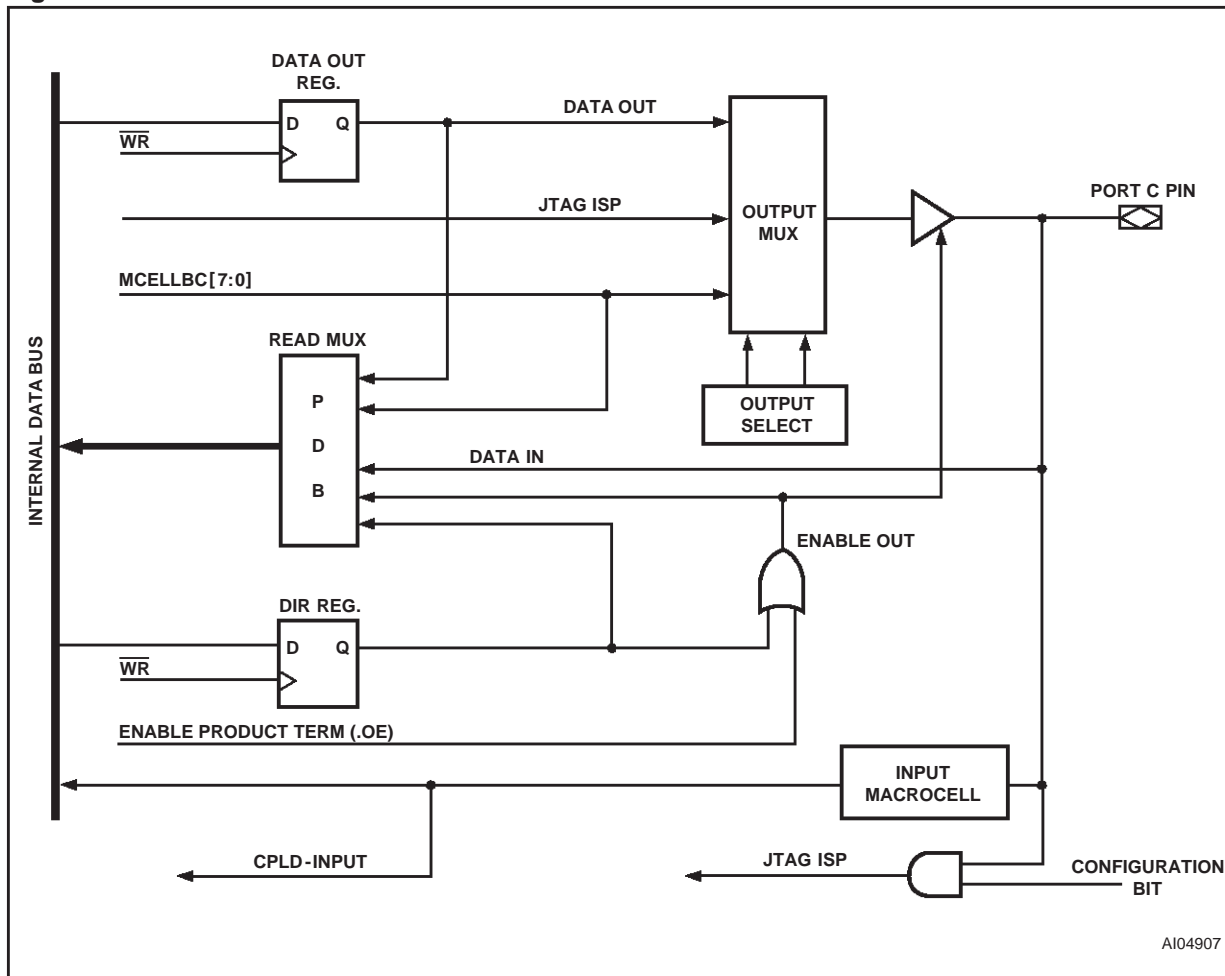 DATA OUT
REG.
D Q
WR
DATA OUT
JTAG ISP
OUTPUT
MUX
PORT C PIN
MCELLBC[7:0]
READ MUX
P
D
B
OUTPUT
SELECT
INTERNAL DATA BUS
DATA IN
ENABLE OUT
DIR REG.
D Q
WR
ENABLE PRODUCT TERM (.OE)
INPUT
MACROCELL
CPLD-INPUT
JTAG ISP
CONFIGURATION
BIT
AI04907